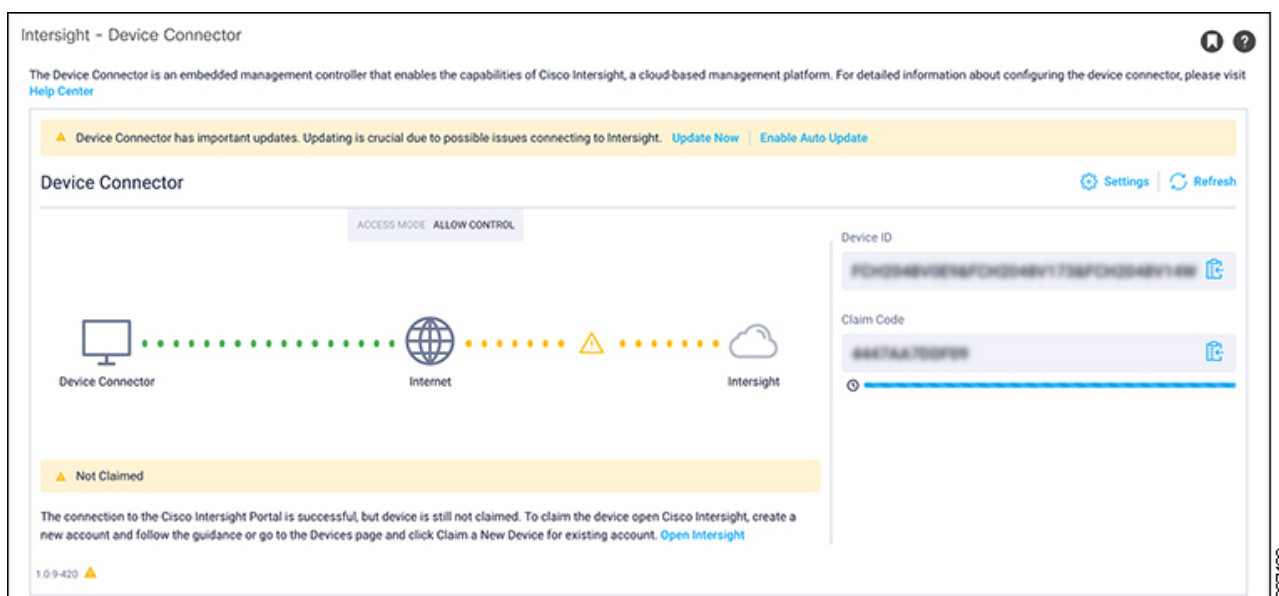 Intersight - Device Connector
The Device Connector is an embedded management controller that enables the capabilities of Cisco Intersight, a cloud-based management platform. For detailed information about configuring the device connector, please visit
Help Center
Device Connector has important updates. Updating is crucial due to possible issues connecting to Intersight. Update Now | Enable Auto Update
Device Connector
Settings | Refresh
ACCESS MODE ALLOW CONTROL
Device ID
Claim Code
Device Connector
Internet
Intersight
Not Claimed
The connection to the Cisco Intersight Portal is successful, but device is still not claimed. To claim the device open Cisco Intersight, create a
new account and follow the guidance or go to the Devices page and click Claim a New Device for existing account. Open Intersight
1.0.9-420